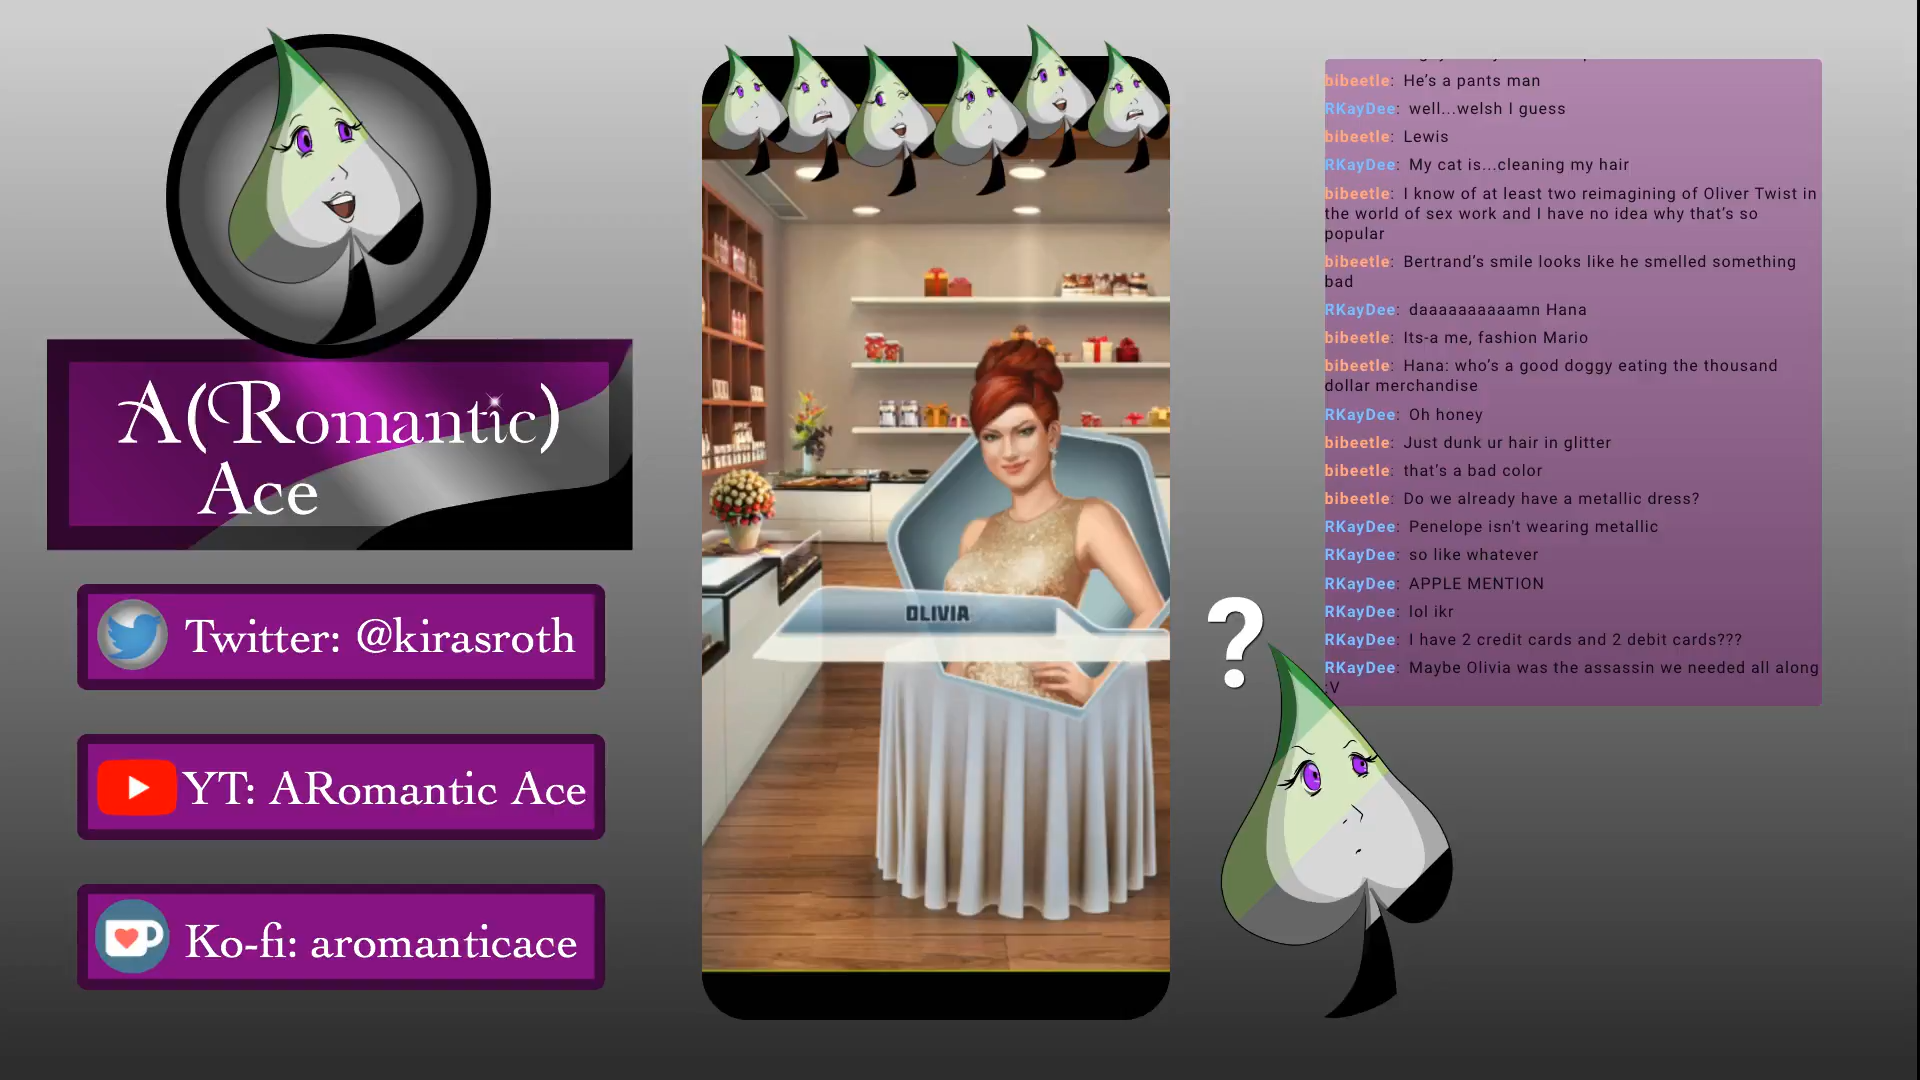 A(Romantic)
Ace
Twitter: @kirasroth
YT: ARomantic Ace
Ko-fi: aromanticace
OLIVIA
?
bibeetle: He's a pants man
RKayDee: well...welsh I guess
bibeetle: Lewis
RKayDee: My cat is...cleaning my hair
bibeetle: I know of at least two reimagining of Oliver Twist in
the world of sex work and I have no idea why that's so
popular
bibeetle: Bertrand's smile looks like he smelled something
bad
RKayDee: daaaaaaaaaamn Hana
bibeetle: Its-a me, fashion Mario
bibeetle: Hana: who's a good doggy eating the thousand
dollar merchandise
RKayDee: Oh honey
bibeetle: Just dunk ur hair in glitter
bibeetle: that's a bad color
bibeetle: Do we already have a metallic dress?
RKayDee: Penelope isn't wearing metallic
RKayDee: so like whatever
RKayDee: APPLE MENTION
RKayDee: lol ikr
RKayDee: I have 2 credit cards and 2 debit cards???
RKayDee: Maybe Olivia was the assassin we needed all along
:V